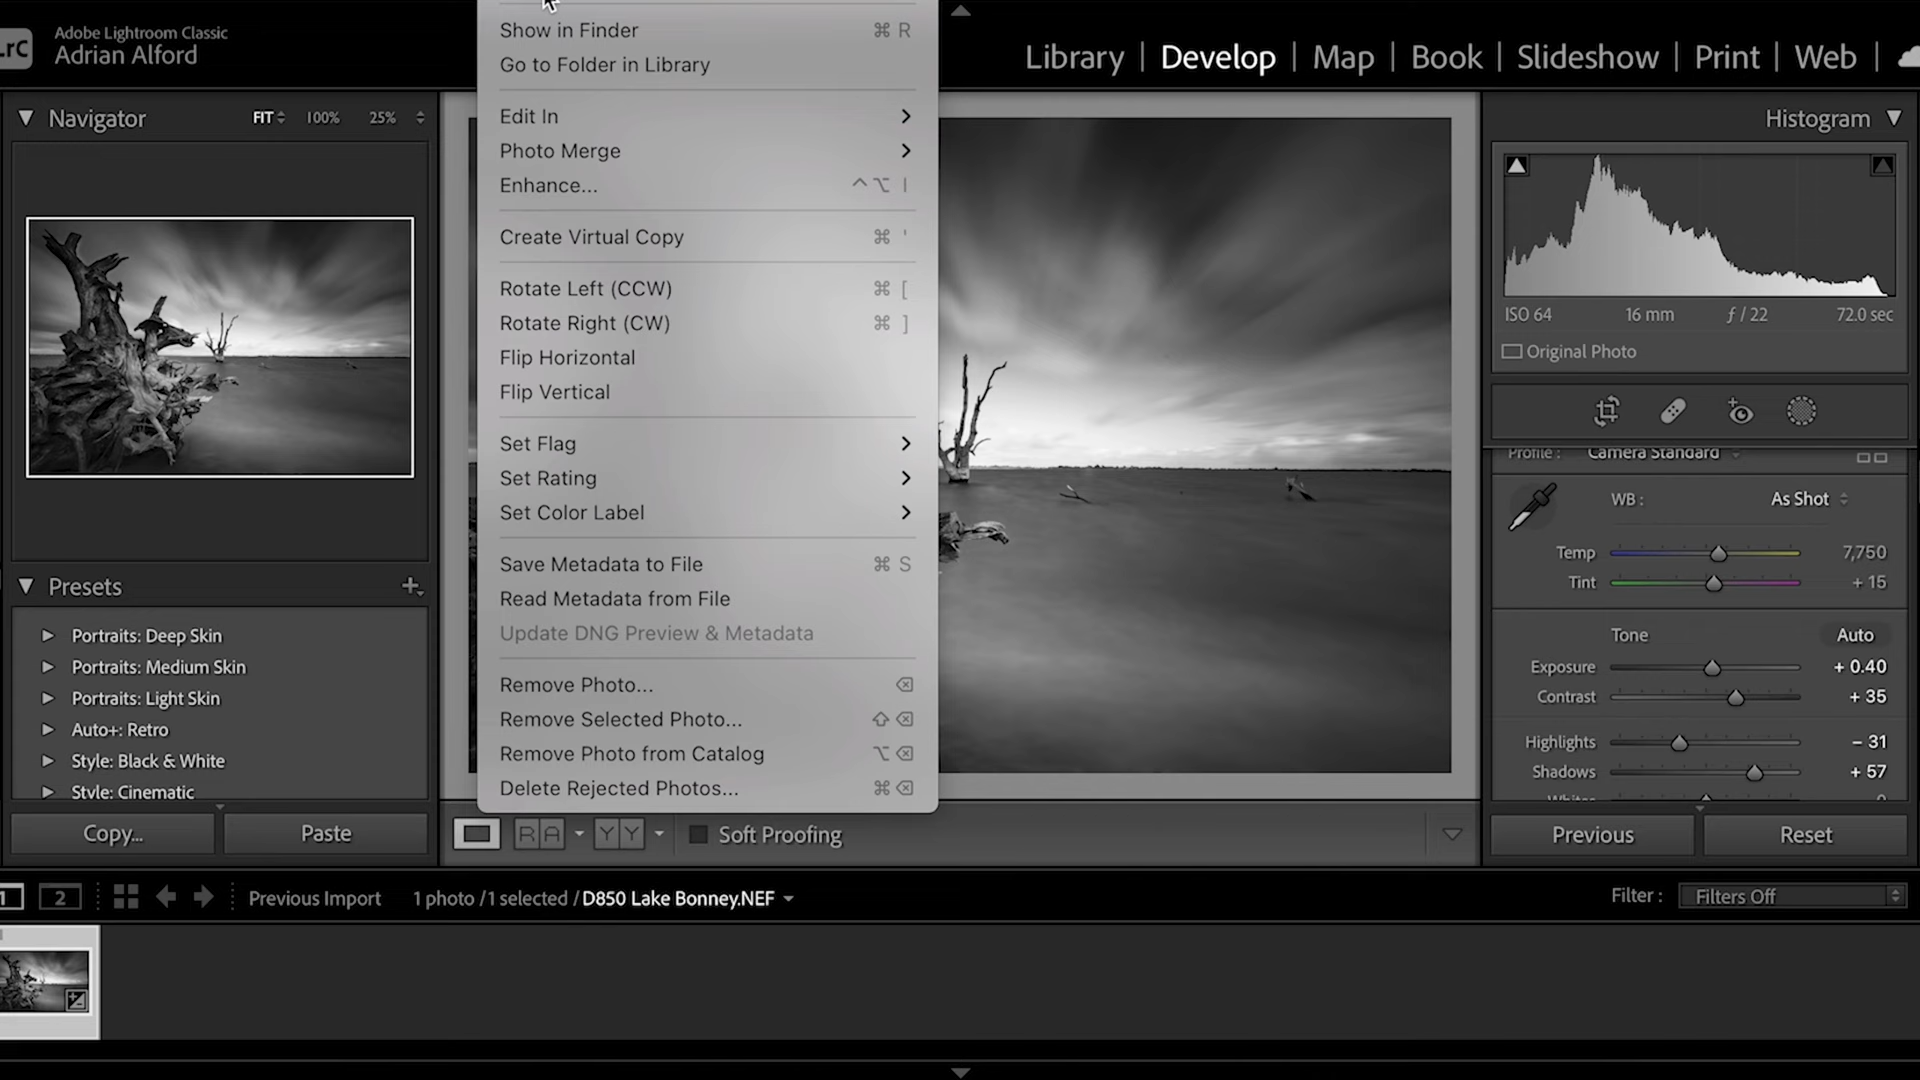 LrC
Adobe Lightroom Classic
Adrian Alford
Library | Develop | Map | Book | Slideshow | Print | Web |
Navigator
FIT 100% 25%
Presets
Portraits: Deep Skin
Portraits: Medium Skin
Portraits: Light Skin
Auto+: Retro
Style: Black & White
Style: Cinematic
Copy...
Paste
Show in Finder ⌘ R
Go to Folder in Library
Edit In
Photo Merge
Enhance... ^ ⌥ I
Create Virtual Copy ⌘ '
Rotate Left (CCW) ⌘ [
Rotate Right (CW) ⌘ ]
Flip Horizontal
Flip Vertical
Set Flag
Set Rating
Set Color Label
Save Metadata to File ⌘ S
Read Metadata from File
Update DNG Preview & Metadata
Remove Photo... ⌫
Remove Selected Photo... ⇧ ⌫
Remove Photo from Catalog ⌥ ⌫
Delete Rejected Photos... ⌘ ⌫
R A Y Y Soft Proofing
Histogram
ISO 64 16 mm ƒ / 22 72.0 sec
Original Photo
Profile : Camera Standard
WB : As Shot
Temp 7,750
Tint + 15
Tone Auto
Exposure + 0.40
Contrast + 35
Highlights – 31
Shadows + 57
Whites 0
Previous
Reset
1 2 Previous Import 1 photo /1 selected / D850 Lake Bonney.NEF
Filter : Filters Off